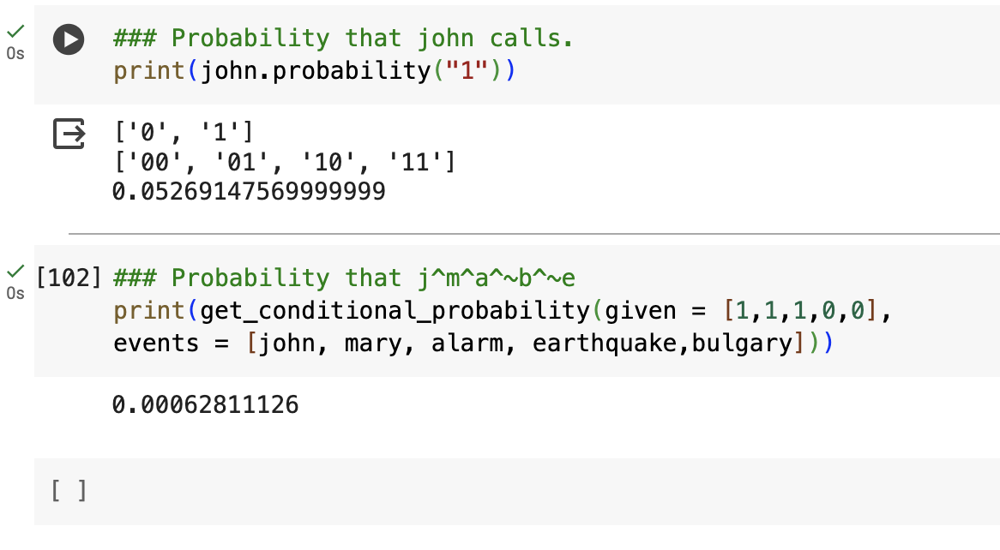 0s
### Probability that john calls.
print(john.probability("1"))
['0', '1']
['00', '01', '10', '11']
0.05269147569999999
0s
[102] ### Probability that j^m^a^~b^~e
print(get_conditional_probability(given = [1,1,1,0,0],
events = [john, mary, alarm, earthquake,bulgary]))
0.00062811126
[ ]